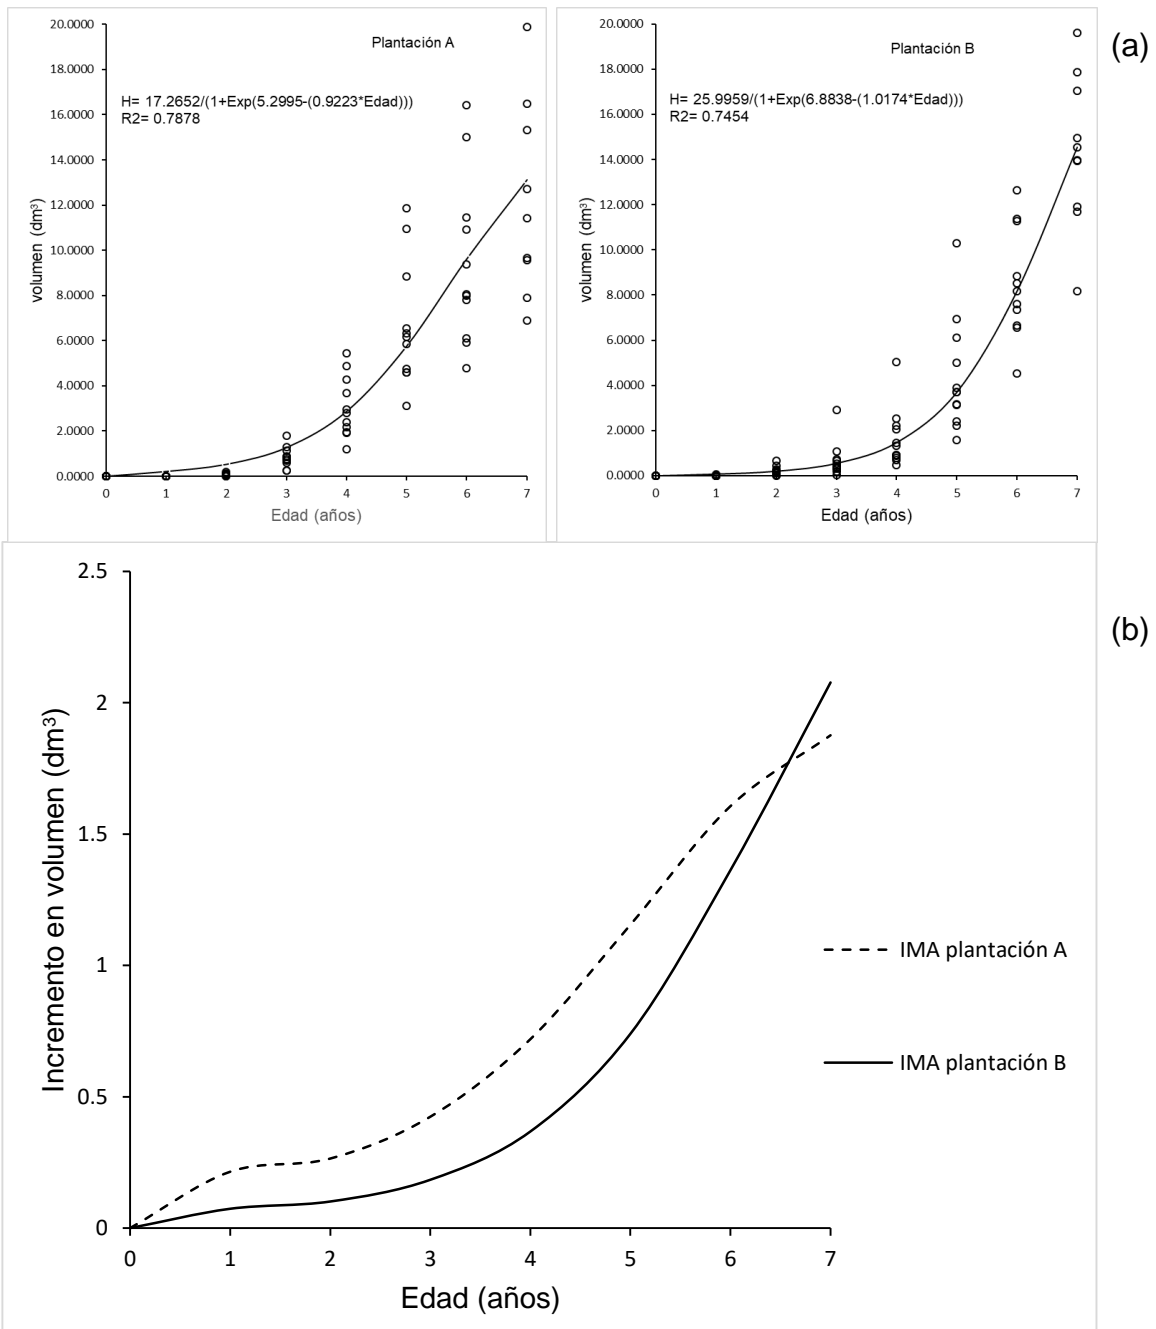 Plantación A
H= 17.2652/(1+Exp(5.2995-(0.9223*Edad)))
R2= 0.7878
volumen (dm³)
20.0000
18.0000
16.0000
14.0000
12.0000
10.0000
8.0000
6.0000
4.0000
2.0000
0.0000
0 1 2 3 4 5 6 7
Edad (años)
Plantación B
H= 25.9959/(1+Exp(6.8838-(1.0174*Edad)))
R2= 0.7454
volumen (dm³)
20.0000
18.0000
16.0000
14.0000
12.0000
10.0000
8.0000
6.0000
4.0000
2.0000
0.0000
0 1 2 3 4 5 6 7
Edad (años)
(a)
Incremento en volumen (dm³)
2.5
2
1.5
1
0.5
0
0 1 2 3 4 5 6 7
Edad (años)
IMA plantación A
IMA plantación B
(b)